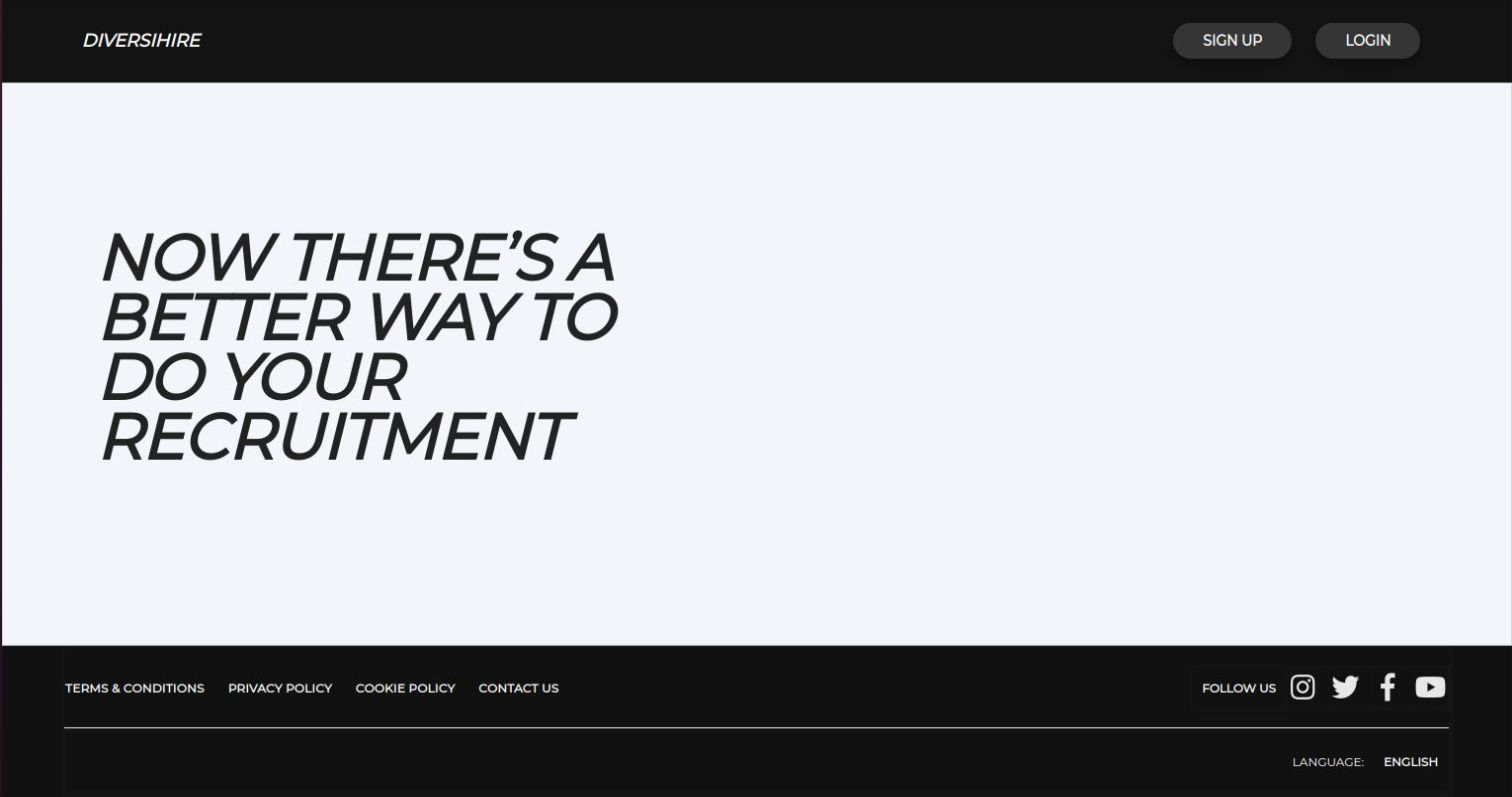 DIVERSIHIRE
SIGN UP
LOGIN
NOW THERE’S A
BETTER WAY TO
DO YOUR
RECRUITMENT
TERMS & CONDITIONS
PRIVACY POLICY
COOKIE POLICY
CONTACT US
FOLLOW US
LANGUAGE: ENGLISH